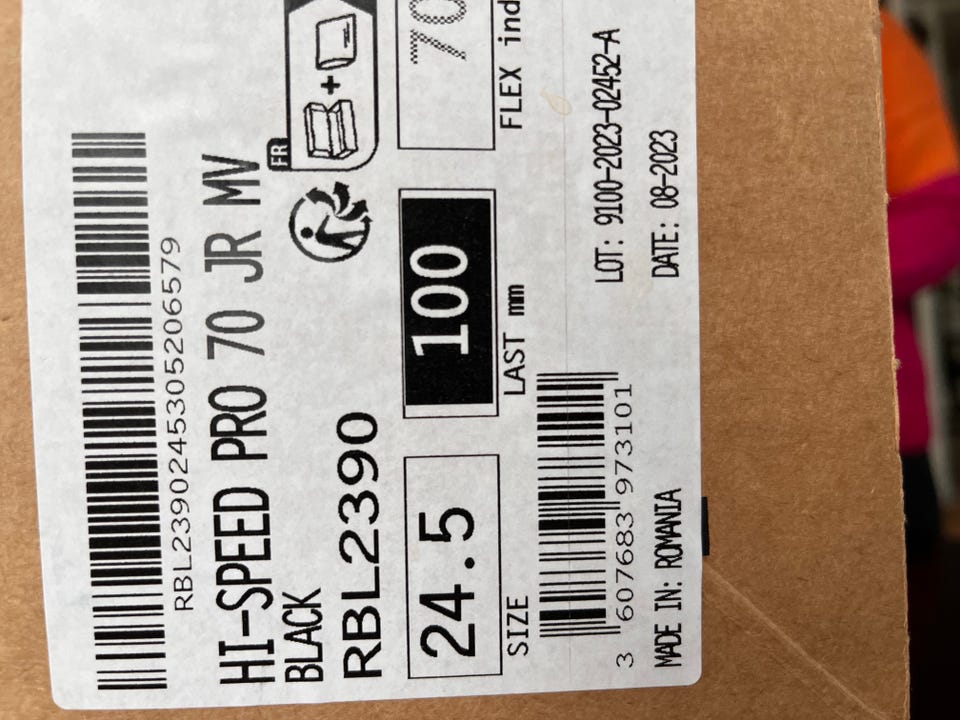 RBL2390245305206579
HI-SPEED PRO 70 JR MV
BLACK
FR
RBL2390
24.5
100
70
SIZE
LAST mm
FLEX ind
3 607683 973101
LOT: 9100-2023-02452-A
MADE IN: ROMANIA
DATE: 08-2023